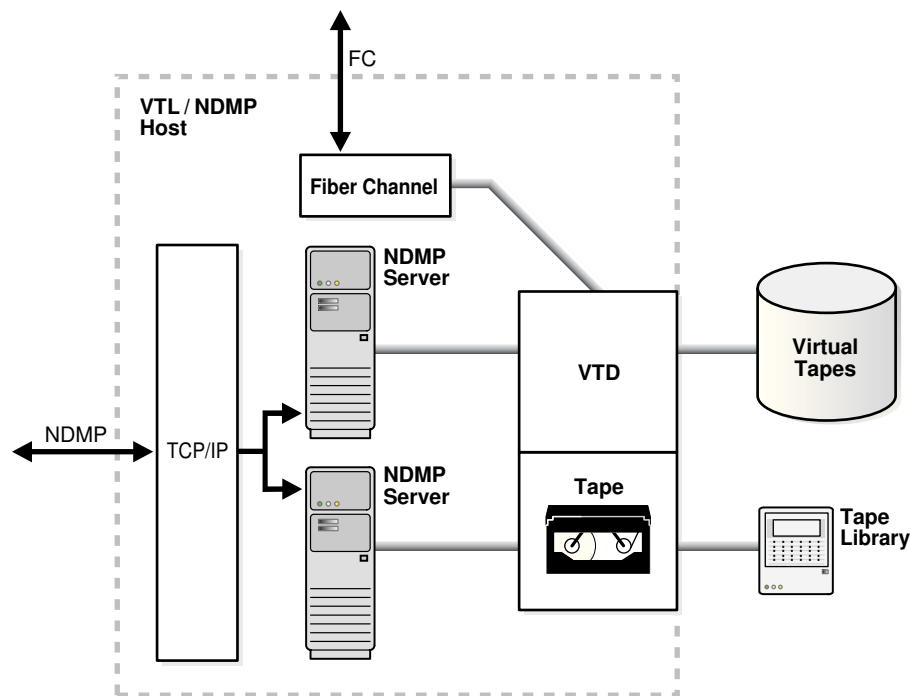 FC
VTL / NDMP
Host
Fiber Channel
NDMP
Server
VTD
Virtual
Tapes
NDMP
TCP/IP
NDMP
Server
Tape
Tape
Library